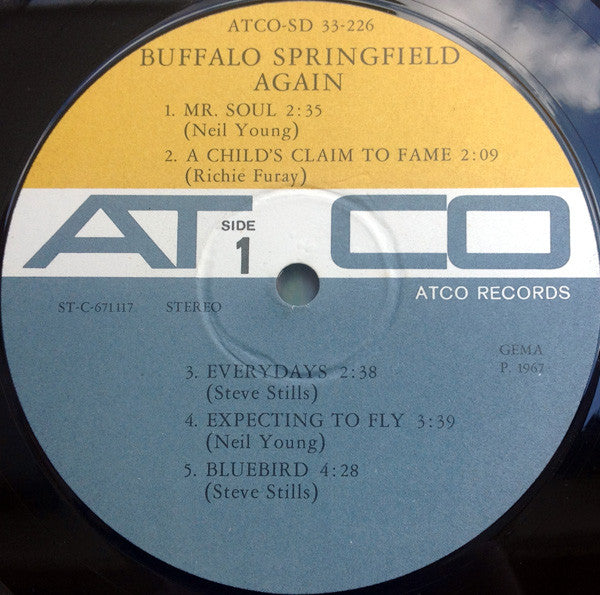 ATCO-SD 33-226
BUFFALO SPRINGFIELD
AGAIN
1. MR. SOUL 2:35
(Neil Young)
2. A CHILD'S CLAIM TO FAME 2:09
(Richie Furay)
ATCO
SIDE
1
ATCO RECORDS
ST-C-671117 STEREO
GEMA
P. 1967
3. EVERYDAYS 2:38
(Steve Stills)
4. EXPECTING TO FLY 3:39
(Neil Young)
5. BLUEBIRD 4:28
(Steve Stills)